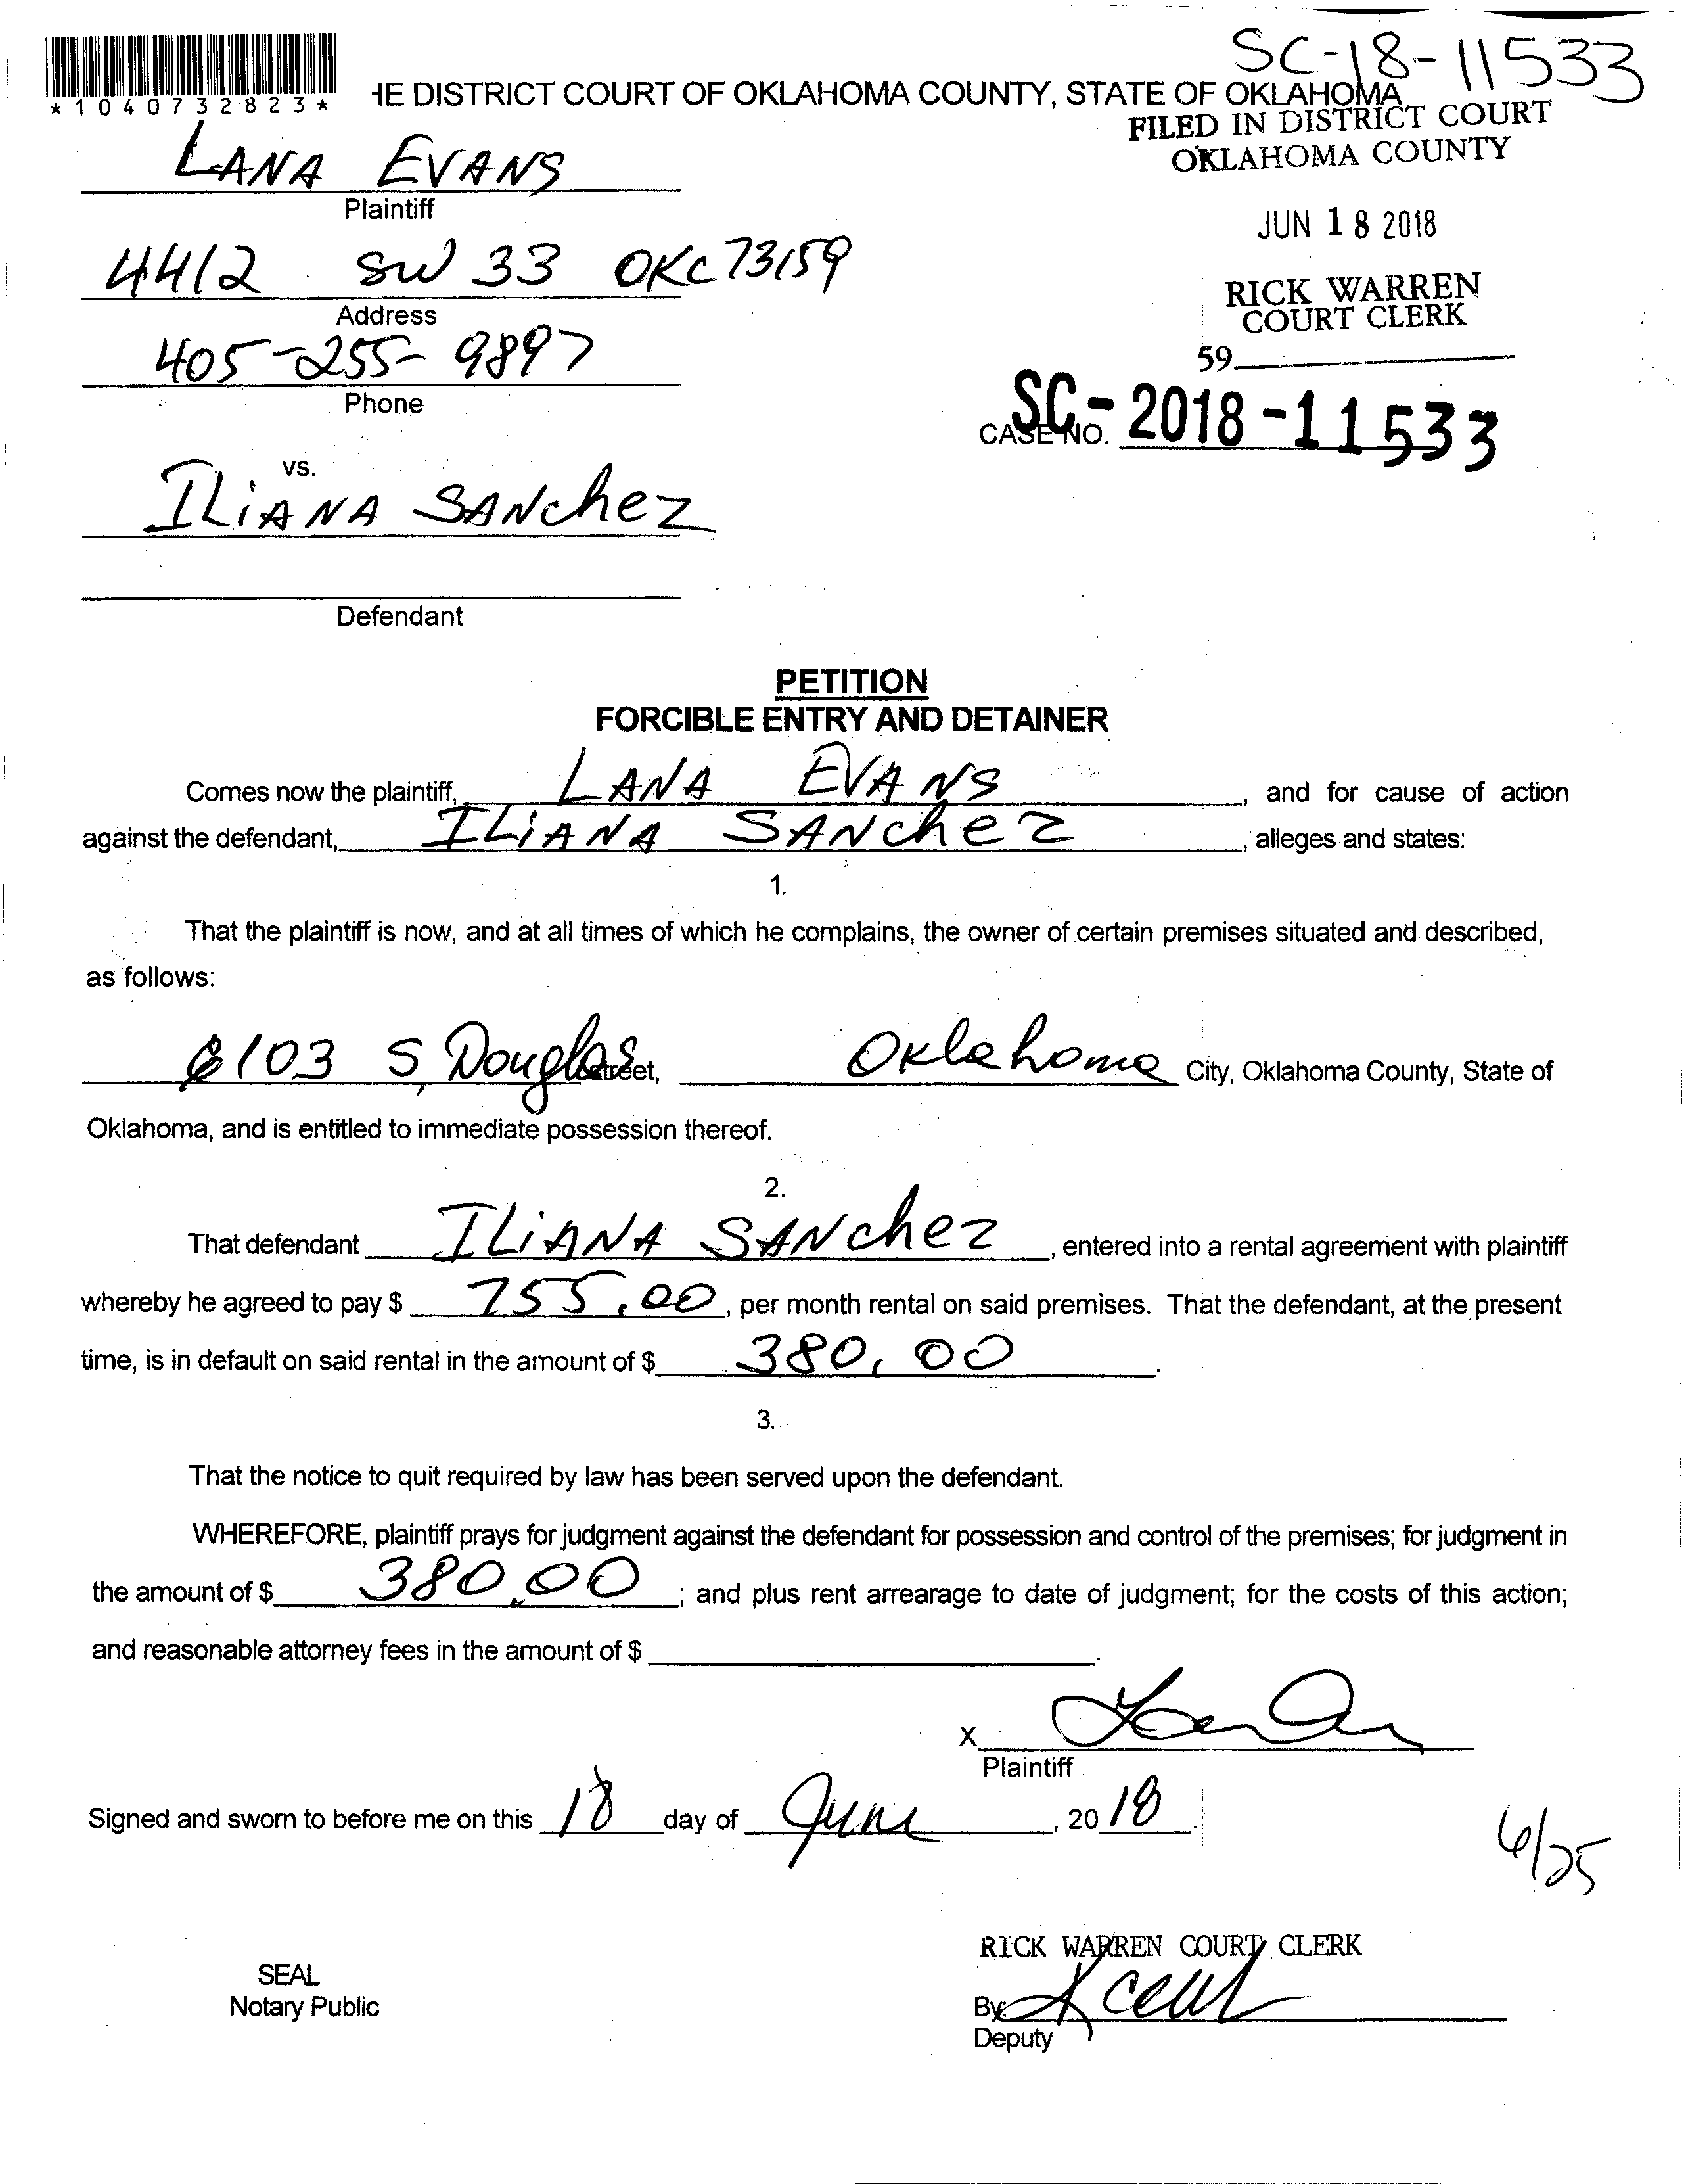 SC-18-11533
*1040732823*
HE DISTRICT COURT OF OKLAHOMA COUNTY, STATE OF OKLAHOMA
FILED IN DISTRICT COURT
OKLAHOMA COUNTY
LANA EVANS
Plaintiff
JUN 18 2018
4412 SW 33 OKC 73159
Address
RICK WARREN
COURT CLERK
405-255-9897
Phone
59
CASE NO. SC-2018-11533
vs.
ILIANA SANchez
Defendant
PETITION
FORCIBLE ENTRY AND DETAINER
Comes now the plaintiff, LANA EVANS, and for cause of action
against the defendant, ILIANA SANchez, alleges and states:
1.
That the plaintiff is now, and at all times of which he complains, the owner of certain premises situated and described,
as follows:
6103 S. Douglas Street, Oklahoma City, Oklahoma County, State of
Oklahoma, and is entitled to immediate possession thereof.
2.
That defendant ILIANA SANchez, entered into a rental agreement with plaintiff
whereby he agreed to pay $ 755.00, per month rental on said premises. That the defendant, at the present
time, is in default on said rental in the amount of $ 380.00.
3.
That the notice to quit required by law has been served upon the defendant.
WHEREFORE, plaintiff prays for judgment against the defendant for possession and control of the premises; for judgment in
the amount of $ 380.00; and plus rent arrearage to date of judgment; for the costs of this action;
and reasonable attorney fees in the amount of $ .
X
Plaintiff
Signed and sworn to before me on this 18 day of June, 2018.
6/25
RICK WARREN COURT CLERK
SEAL
Notary Public
By:
Deputy